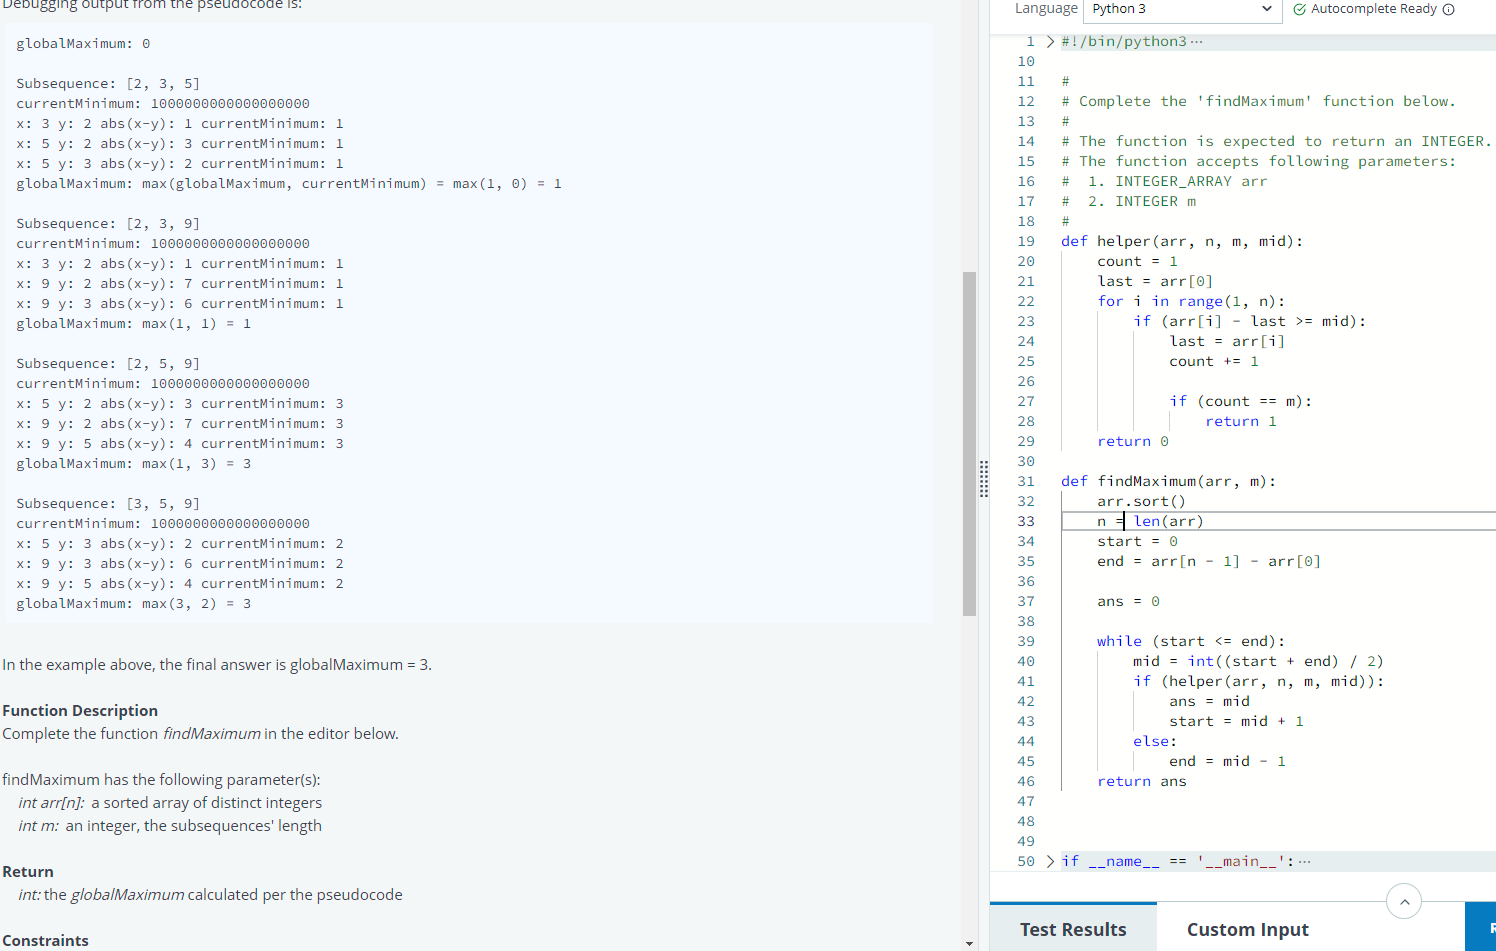 Debugging output from the pseudocode is:
globalMaximum: 0
Subsequence: [2, 3, 5]
currentMinimum: 1000000000000000000
x: 3 y: 2 abs(x-y): 1 currentMinimum: 1
x: 5 y: 2 abs(x-y): 3 currentMinimum: 1
x: 5 y: 3 abs(x-y): 2 currentMinimum: 1
globalMaximum: max(globalMaximum, currentMinimum) = max(1, 0) = 1
Subsequence: [2, 3, 9]
currentMinimum: 1000000000000000000
x: 3 y: 2 abs(x-y): 1 currentMinimum: 1
x: 9 y: 2 abs(x-y): 7 currentMinimum: 1
x: 9 y: 3 abs(x-y): 6 currentMinimum: 1
globalMaximum: max(1, 1) = 1
Subsequence: [2, 5, 9]
currentMinimum: 1000000000000000000
x: 5 y: 2 abs(x-y): 3 currentMinimum: 3
x: 9 y: 2 abs(x-y): 7 currentMinimum: 3
x: 9 y: 5 abs(x-y): 4 currentMinimum: 3
globalMaximum: max(1, 3) = 3
Subsequence: [3, 5, 9]
currentMinimum: 1000000000000000000
x: 5 y: 3 abs(x-y): 2 currentMinimum: 2
x: 9 y: 3 abs(x-y): 6 currentMinimum: 2
x: 9 y: 5 abs(x-y): 4 currentMinimum: 2
globalMaximum: max(3, 2) = 3
In the example above, the final answer is globalMaximum = 3.
Function Description
Complete the function findMaximum in the editor below.
findMaximum has the following parameter(s):
int arr[n]: a sorted array of distinct integers
int m: an integer, the subsequences' length
Return
int: the globalMaximum calculated per the pseudocode
Constraints
Language Python 3 Autocomplete Ready
1 > #!/bin/python3 ...
10
11 #
12 # Complete the 'findMaximum' function below.
13 #
14 # The function is expected to return an INTEGER.
15 # The function accepts following parameters:
16 #  1. INTEGER_ARRAY arr
17 #  2. INTEGER m
18 #
19 def helper(arr, n, m, mid):
20     count = 1
21     last = arr[0]
22     for i in range(1, n):
23         if (arr[i] - last >= mid):
24             last = arr[i]
25             count += 1
26
27             if (count == m):
28                 return 1
29     return 0
30
31 def findMaximum(arr, m):
32     arr.sort()
33     n = len(arr)
34     start = 0
35     end = arr[n - 1] - arr[0]
36
37     ans = 0
38
39     while (start <= end):
40         mid = int((start + end) / 2)
41         if (helper(arr, n, m, mid)):
42             ans = mid
43             start = mid + 1
44         else:
45             end = mid - 1
46     return ans
47
48
49
50 > if __name__ == '__main__': ...
Test Results Custom Input